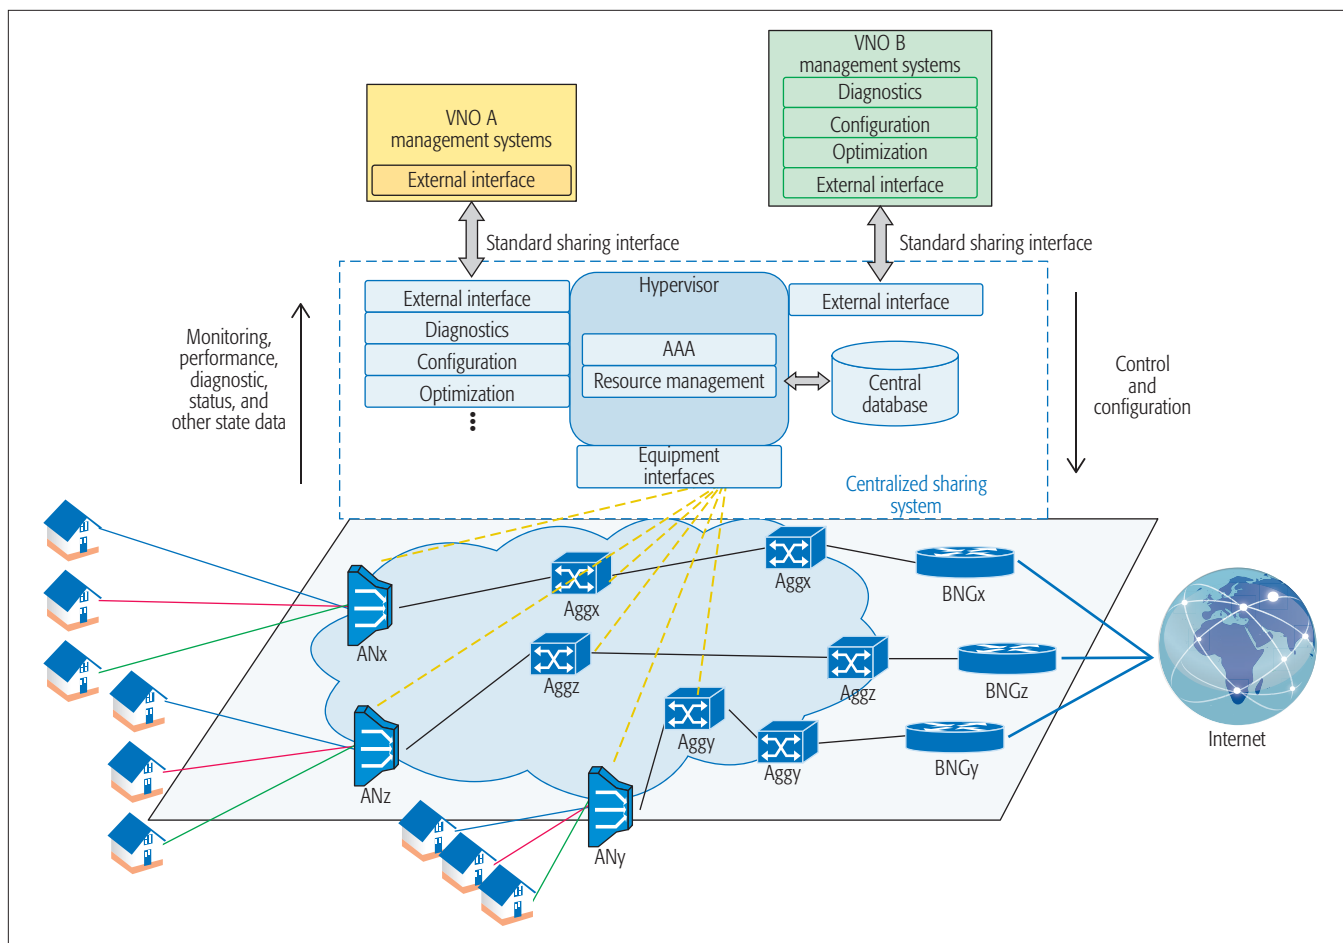 VNO B
management systems
Diagnostics
Configuration
Optimization
External interface
VNO A
management systems
External interface
Standard sharing interface
Standard sharing interface
External interface
Diagnostics
Configuration
Optimization
Hypervisor
AAA
Resource management
External interface
Central
database
Monitoring,
performance,
diagnostic,
status, and
other state data
Control
and
configuration
Equipment
interfaces
Centralized sharing
system
ANx
Aggx
Aggx
BNGx
Aggz
Aggz
BNGz
ANz
Aggy
Aggy
BNGy
ANy
Internet